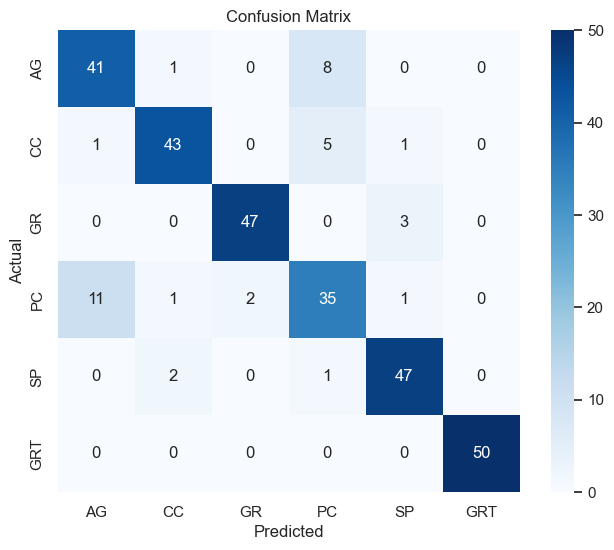 Confusion Matrix
AG 41 1 0 8 0 0
CC 1 43 0 5 1 0
GR 0 0 47 0 3 0
PC 11 1 2 35 1 0
SP 0 2 0 1 47 0
GRT 0 0 0 0 0 50
AG CC GR PC SP GRT
Predicted
Actual
50
40
30
20
10
0